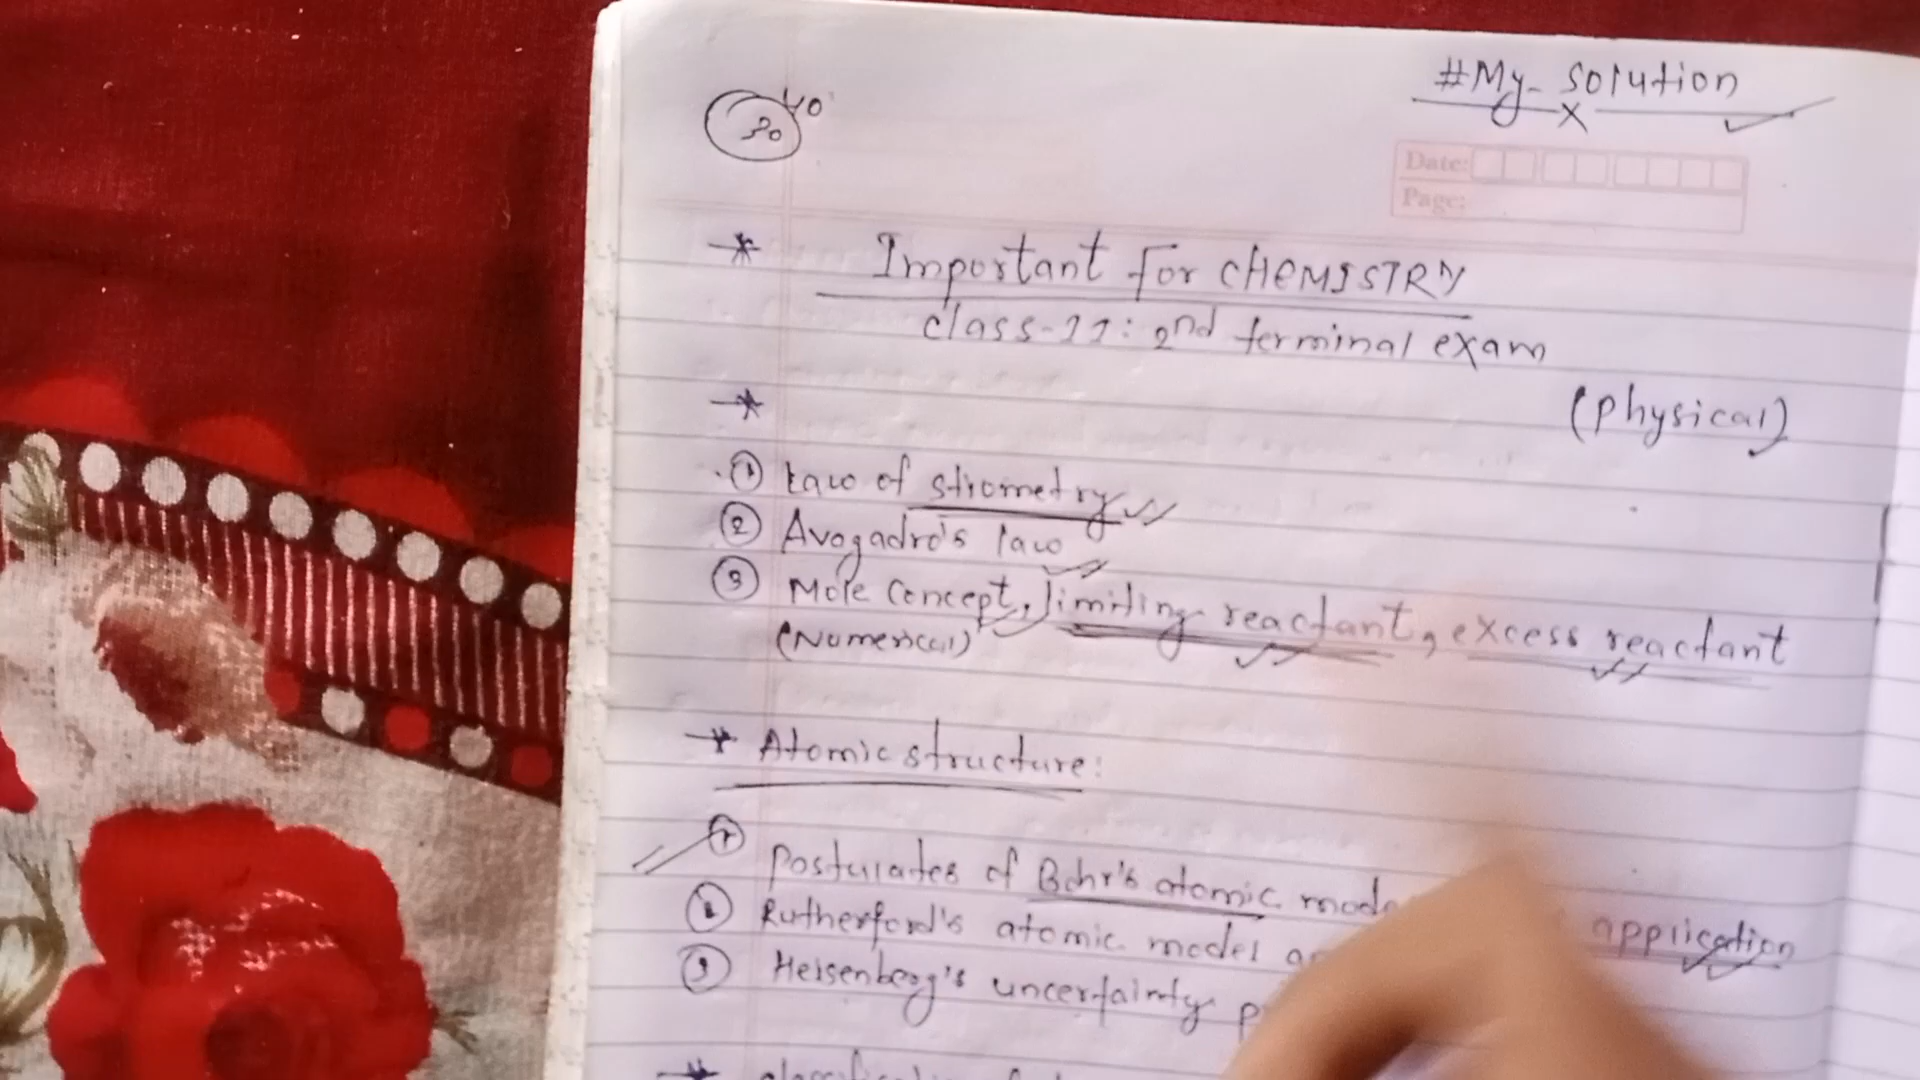 #My- Solution
40
30
Date:
Page:
Important For CHEMISTRY
class-11: 2nd terminal exam
(physical)
① Law of stiometry
② Avogadro's law
③ Mole Concept, limiting reactant, excess reactant
(Numerical)
Atomic structure:
① Postulates of Bohr's atomic application
② Rutherford's atomic model
③ Heisenberg's uncertainty